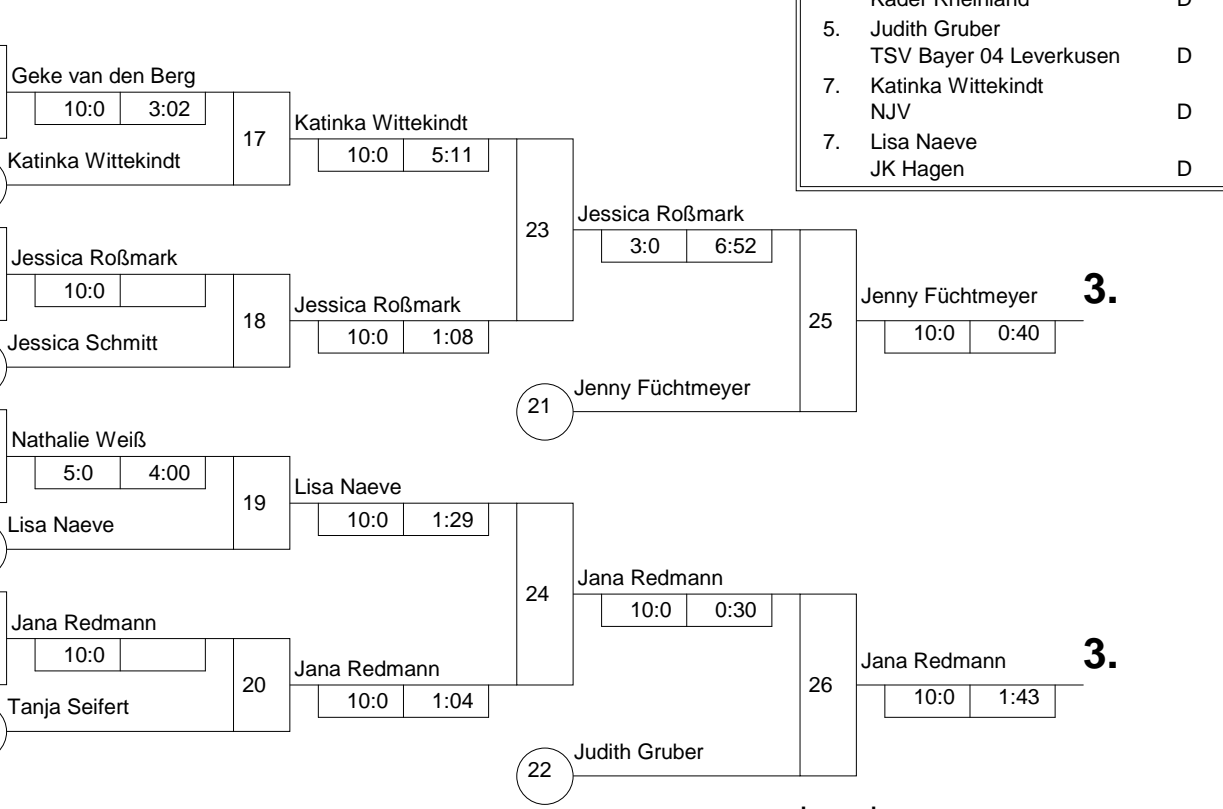 D
5. Judith Gruber
TSV Bayer 04 Leverkusen D
7. Katinka Wittekindt
NJV D
7. Lisa Naeve
JK Hagen D
Geke van den Berg
10:0 3:02
17
Katinka Wittekindt
Katinka Wittekindt
10:0 5:11
23
Jessica Roßmark
10:0
18
Jessica Schmitt
Jessica Roßmark
10:0 1:08
Jessica Roßmark
3:0 6:52
25
21 Jenny Füchtmeyer
Jenny Füchtmeyer 3.
10:0 0:40
Nathalie Weiß
5:0 4:00
19
Lisa Naeve
Lisa Naeve
10:0 1:29
24
Jana Redmann
10:0
20
Tanja Seifert
Jana Redmann
10:0 1:04
Jana Redmann
10:0 0:30
26
22 Judith Gruber
Jana Redmann 3.
10:0 1:43